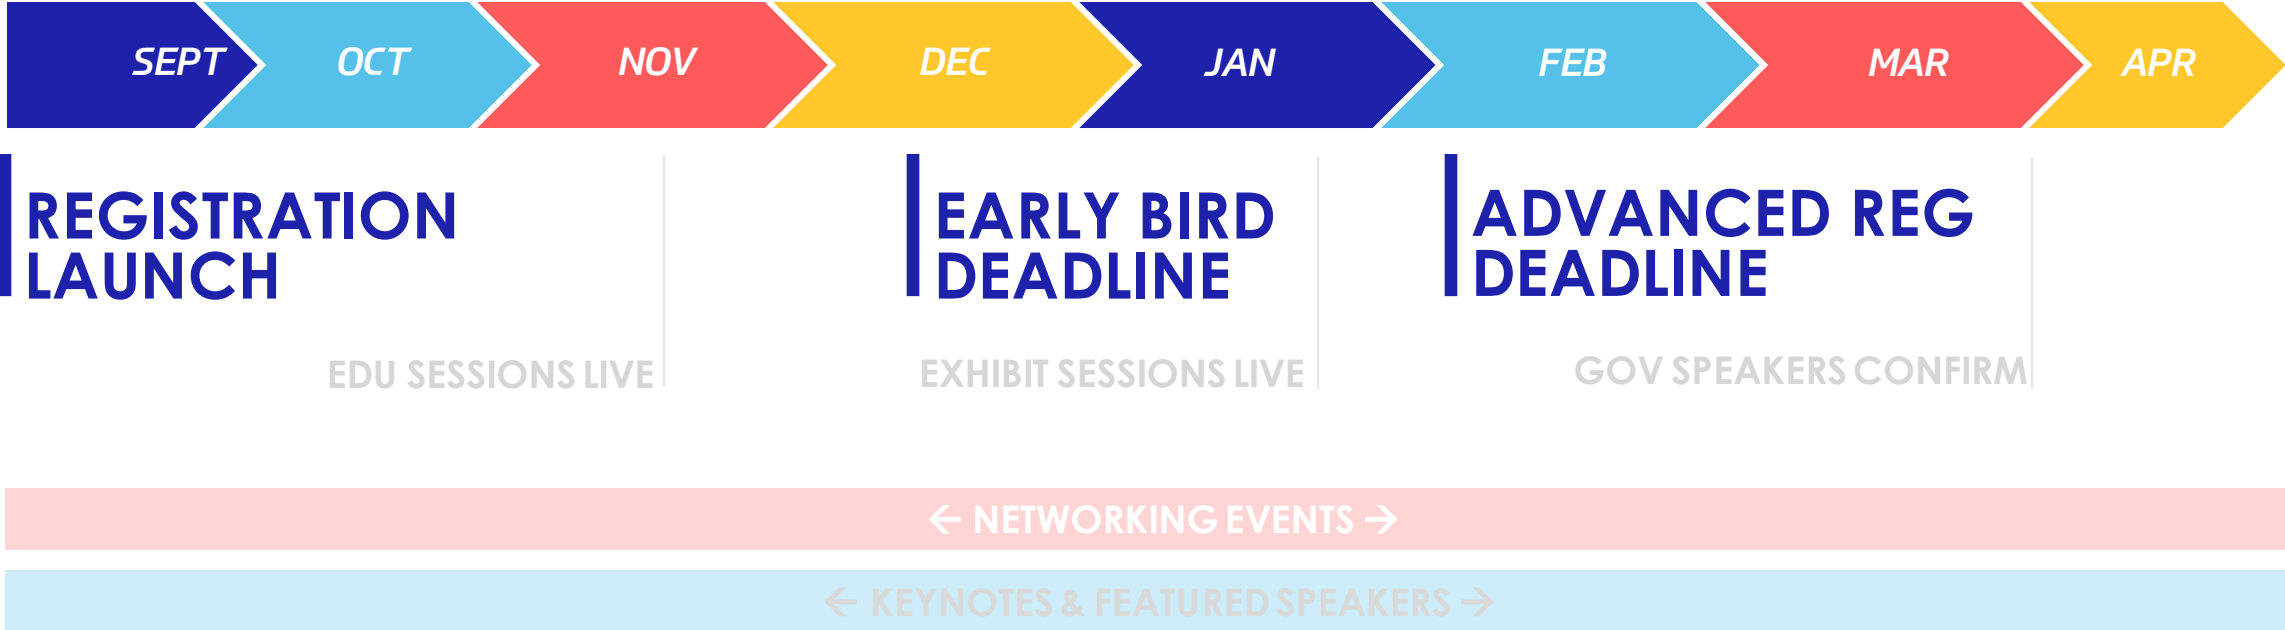 SEPT OCT NOV DEC JAN FEB MAR APR
REGISTRATION
LAUNCH
EARLY BIRD
DEADLINE
ADVANCED REG
DEADLINE
EDU SESSIONS LIVE
EXHIBIT SESSIONS LIVE
GOV SPEAKERS CONFIRM
← NETWORKING EVENTS →
← KEYNOTES & FEATURED SPEAKERS →